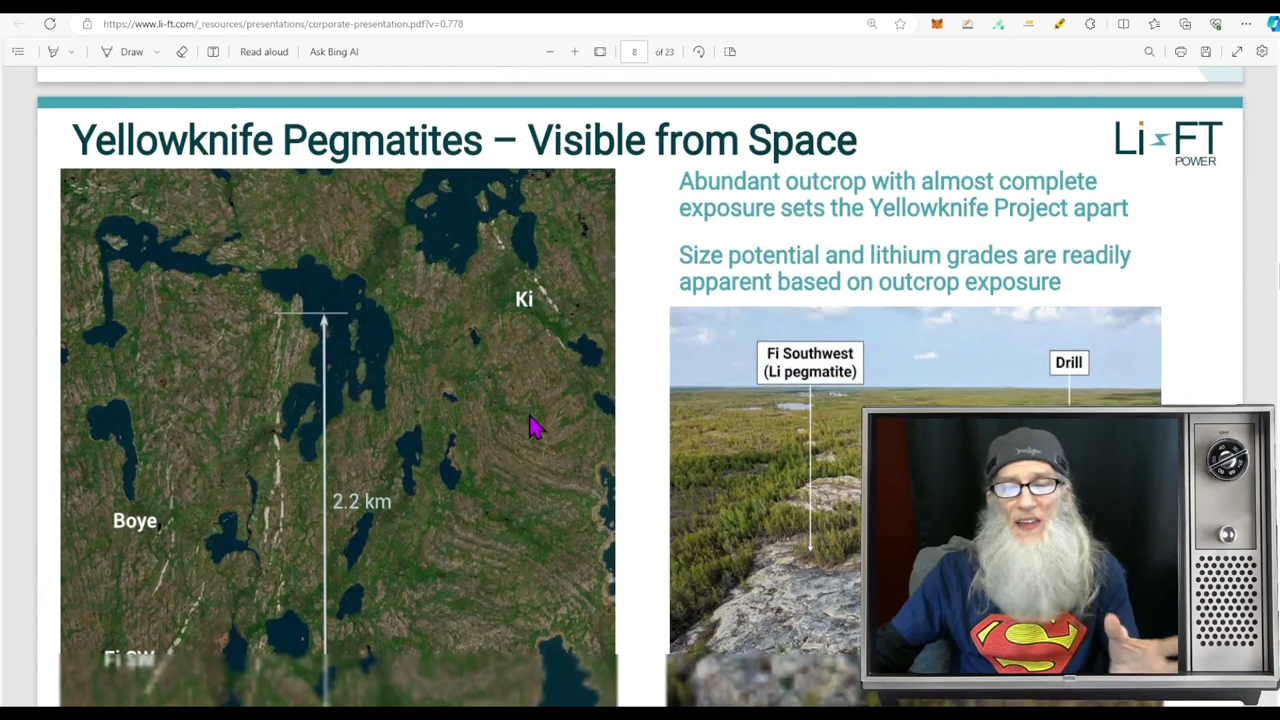 https://www.li-ft.com/_resources/presentations/corporate-presentation.pdf?v=0.778
Draw
Read aloud
Ask Bing AI
8
of 23
Yellowknife Pegmatites – Visible from Space
Li FT
POWER
Abundant outcrop with almost complete
exposure sets the Yellowknife Project apart
Size potential and lithium grades are readily
apparent based on outcrop exposure
Ki
2.2 km
Boye
Fi SW
Fi Southwest
(Li pegmatite)
Drill